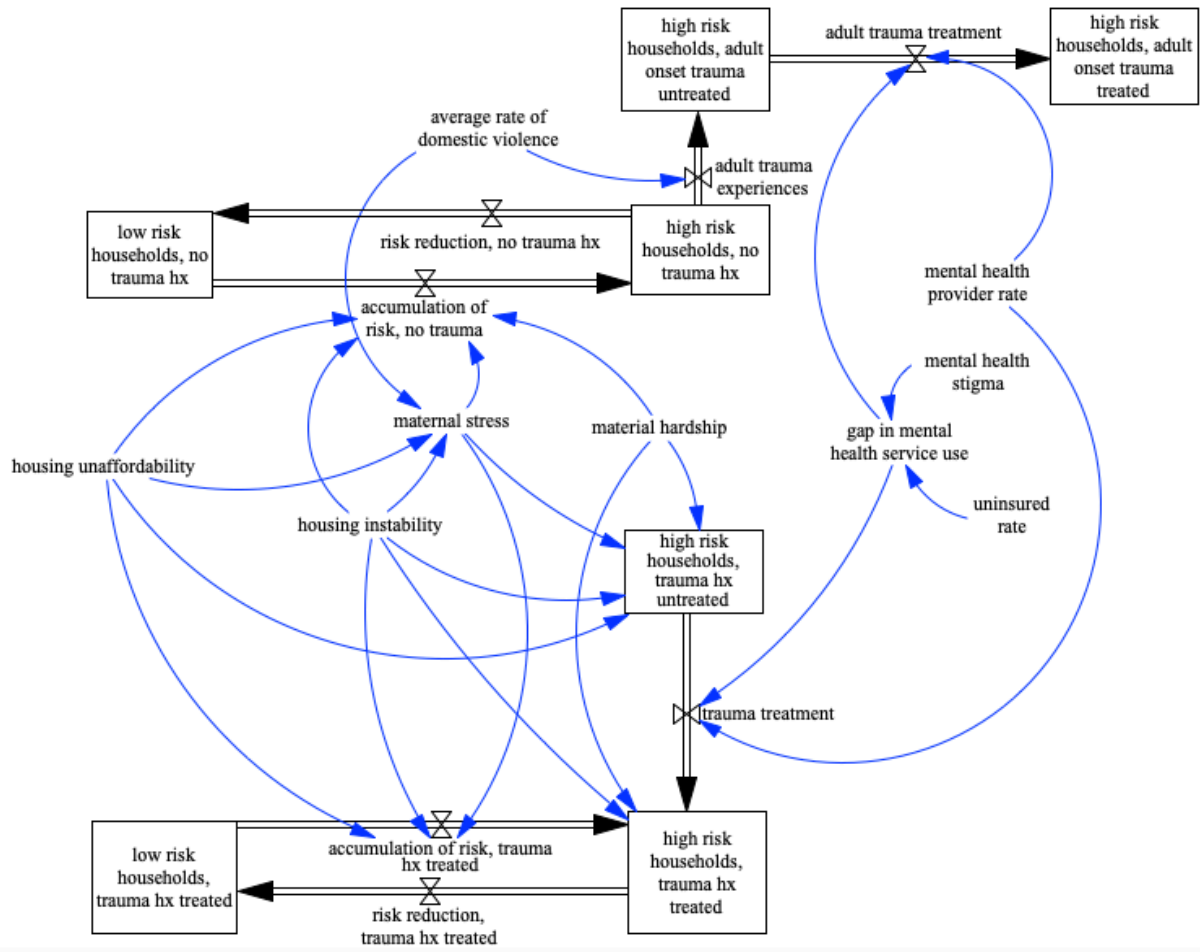 high risk
households, adult
onset trauma
untreated
adult trauma treatment
high risk
households, adult
onset trauma
treated
average rate of
domestic violence
adult trauma
experiences
low risk
households, no
trauma hx
risk reduction, no trauma hx
high risk
households, no
trauma hx
accumulation of
risk, no trauma
mental health
provider rate
mental health
stigma
maternal stress
material hardship
gap in mental
health service use
housing unaffordability
housing instability
uninsured
rate
high risk
households,
trauma hx
untreated
trauma treatment
low risk
households,
trauma hx treated
accumulation of risk, trauma
hx treated
high risk
households,
trauma hx
treated
risk reduction,
trauma hx treated